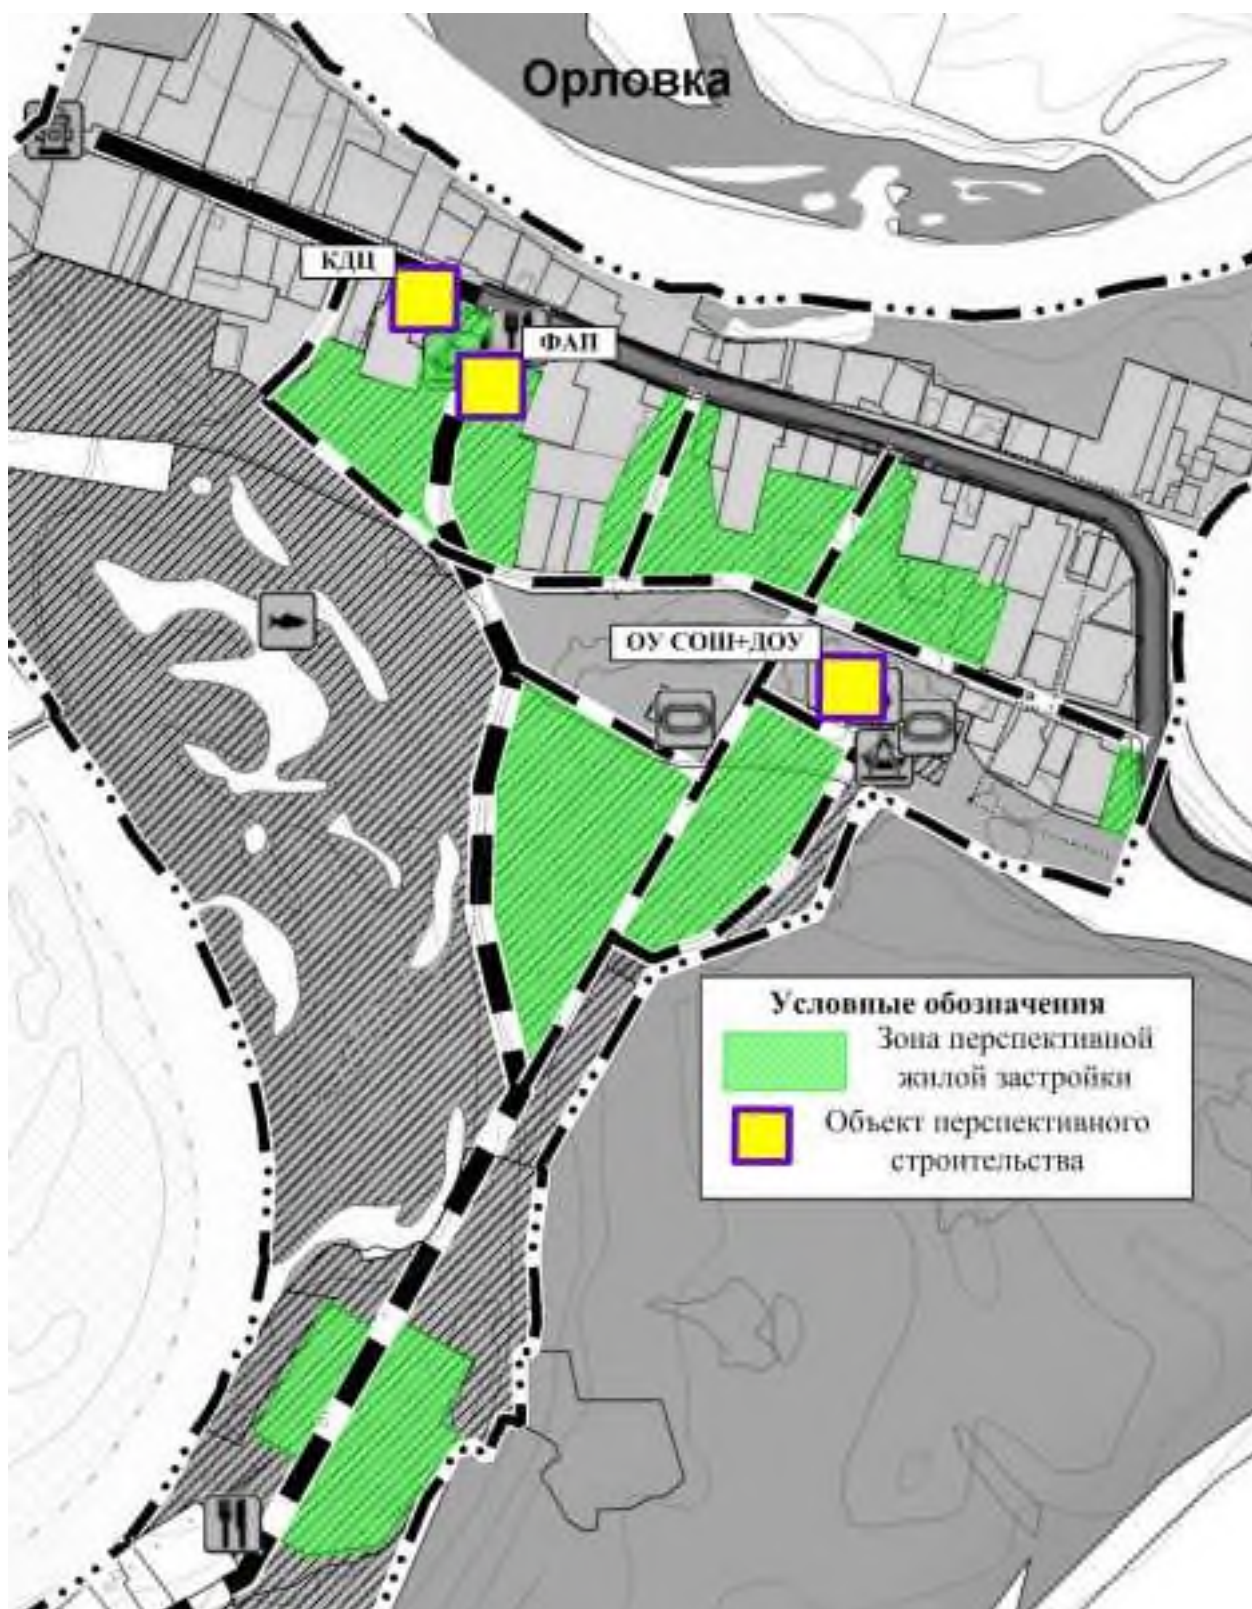 Орловка
КДЦ
ФАП
ОУ СОШ+ДОУ
Условные обозначения
Зона перспективной
жилой застройки
Объект перспективного
строительства